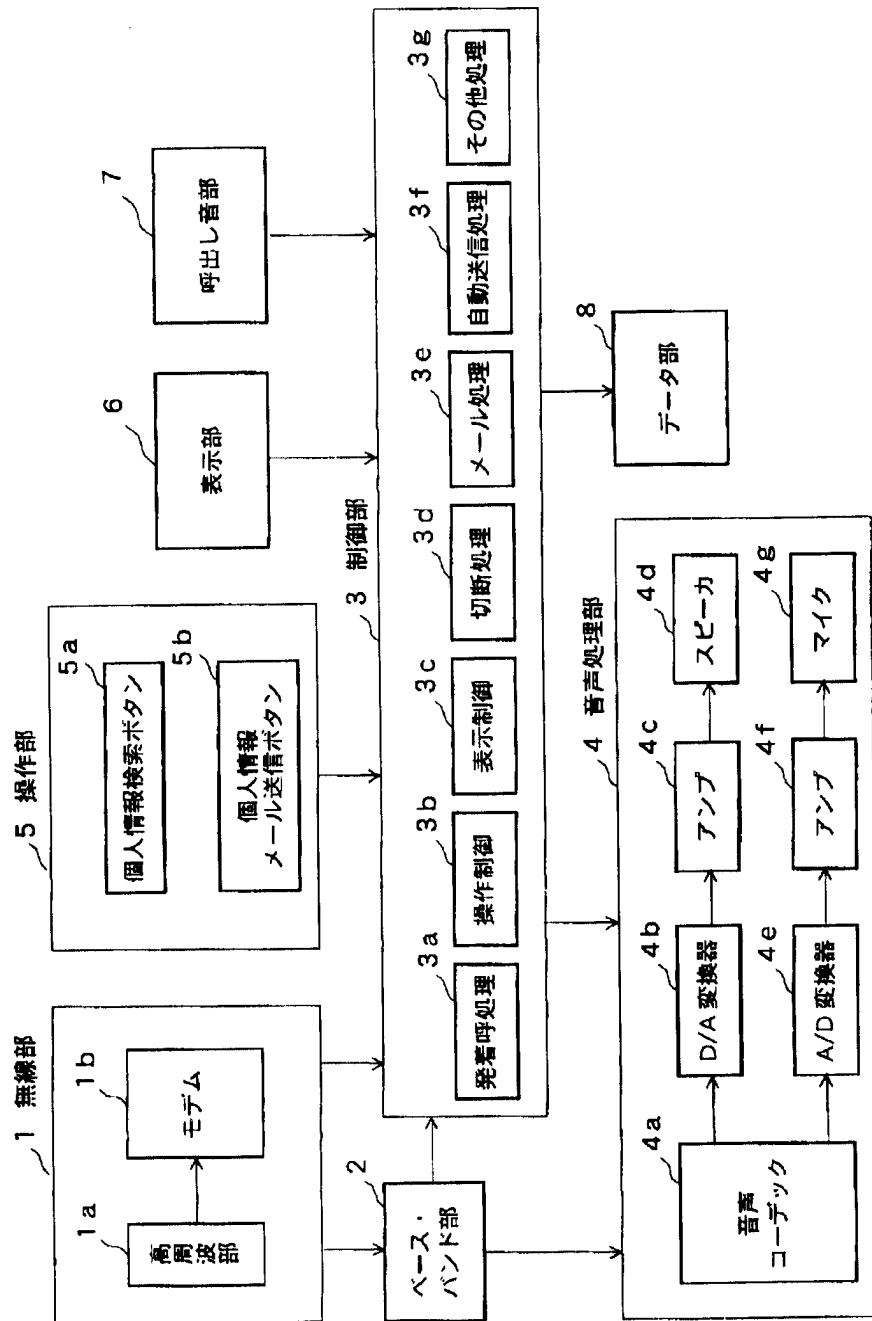 1 無線部
1a
高周波部
1b
モデム
5 操作部
5a
個人情報検索ボタン
5b
個人情報
メール送信ボタン
6
表示部
7
呼出し音部
2
ベース・
バンド部
3 制御部
3a
発着呼処理
3b
操作制御
3c
表示制御
3d
切断処理
3e
メール処理
3f
自動送信処理
3g
その他処理
4 音声処理部
4a
音声
コーデック
4b
D/A変換器
4c
アンプ
4d
スピーカ
4e
A/D変換器
4f
アンプ
4g
マイク
8
データ部